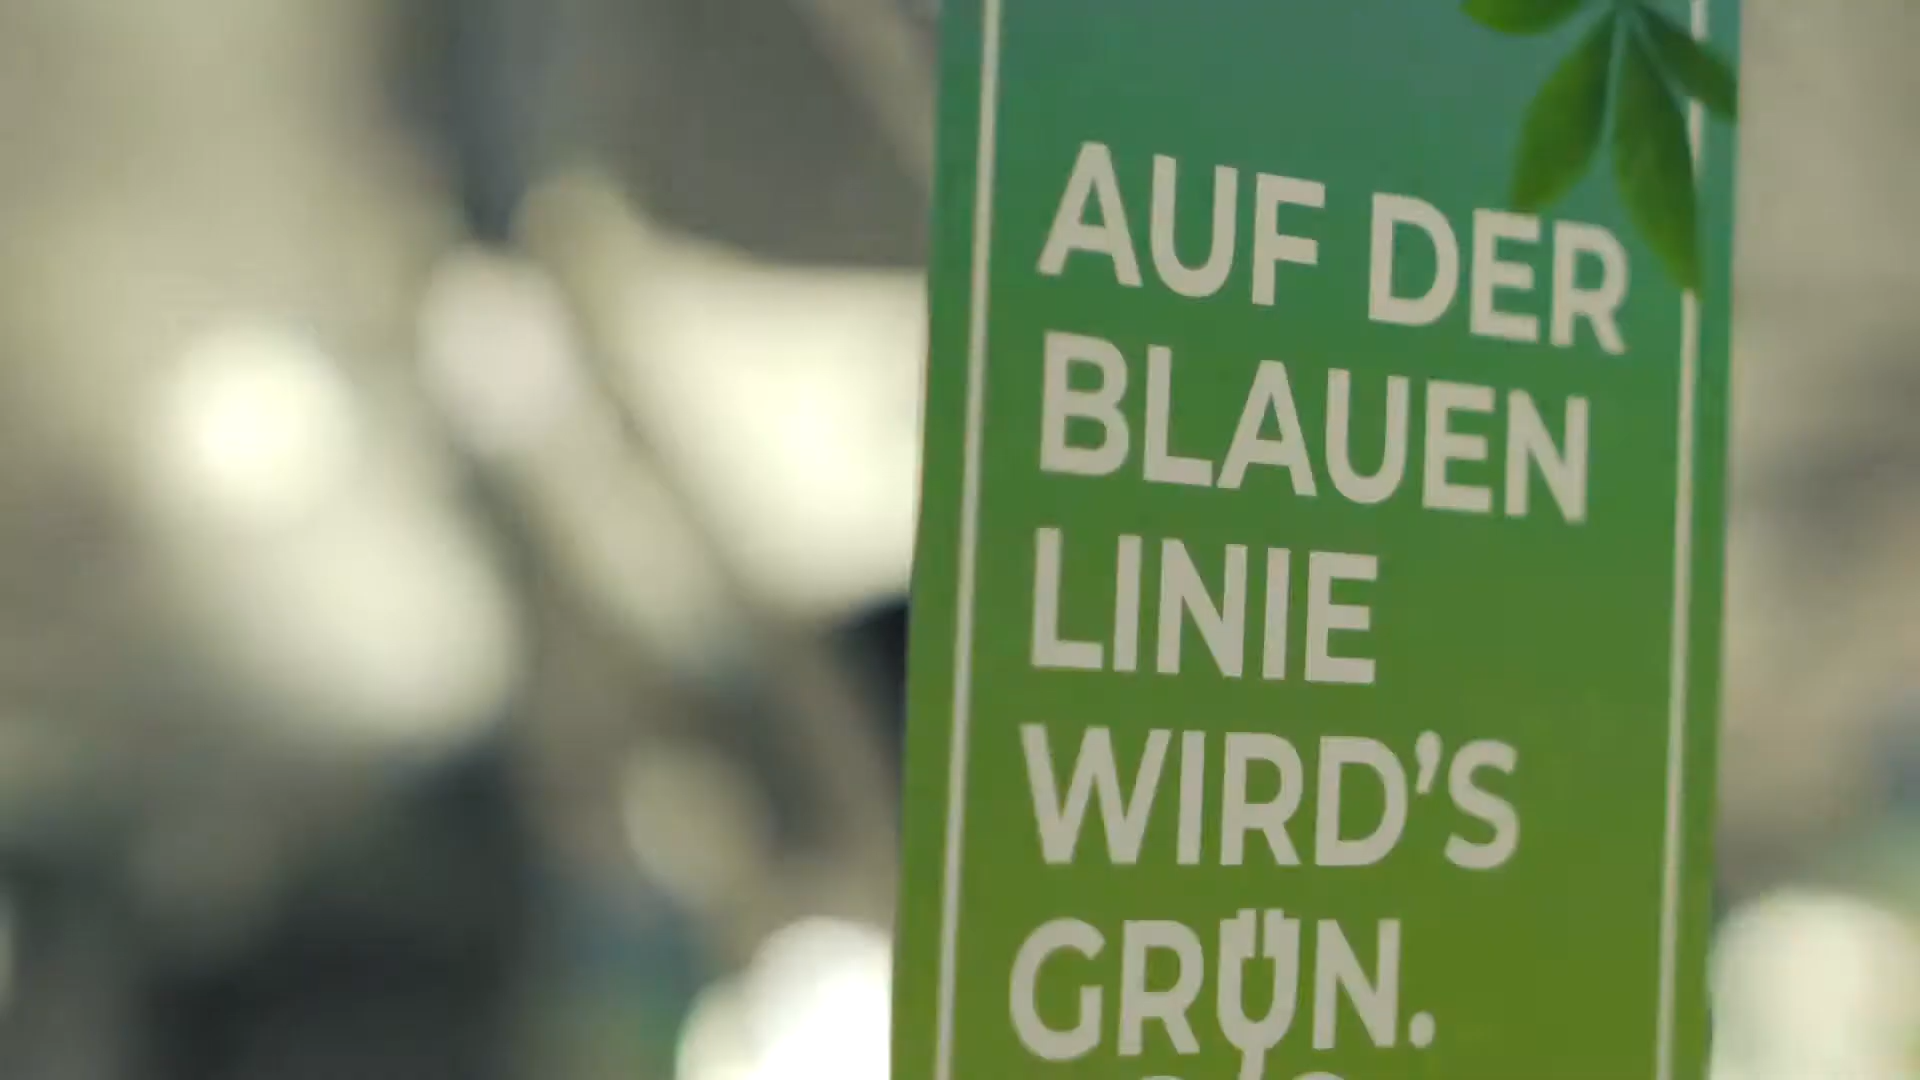 AUF DER
BLAUEN
LINIE
WIRD’S
GRÜN.